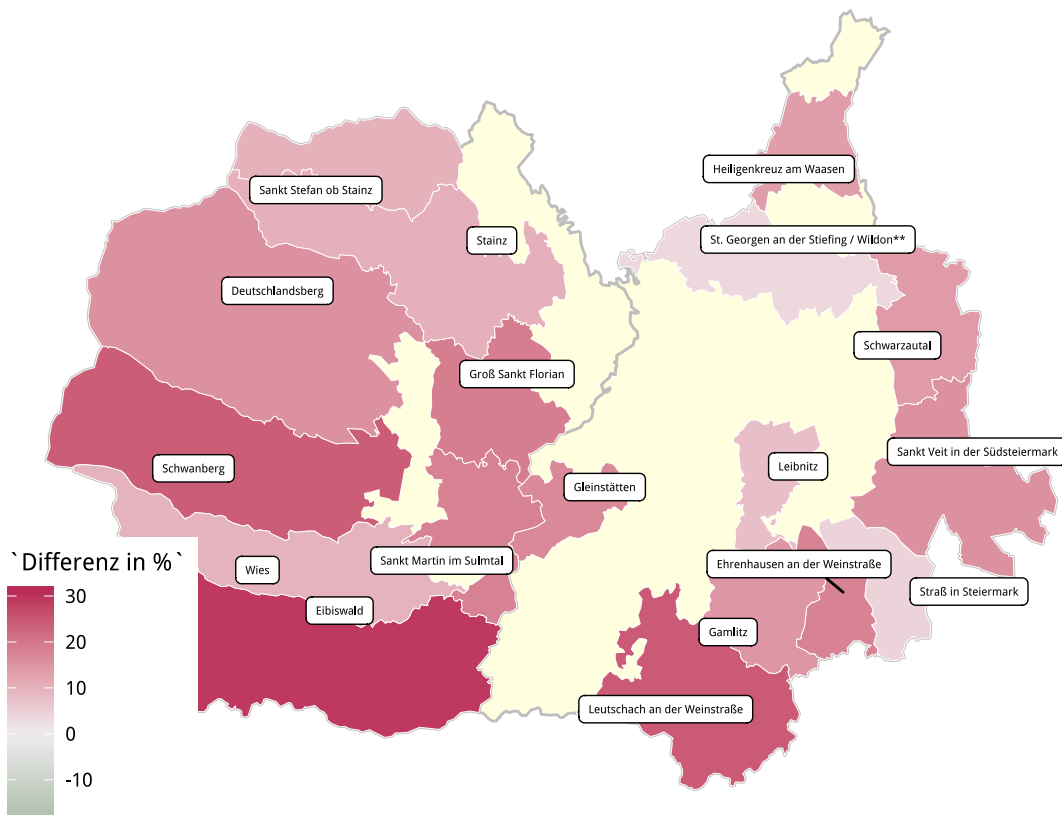 Heiligenkreuz am Waasen
Sankt Stefan ob Stainz
Stainz
St. Georgen an der Stiefing / Wildon**
Deutschlandsberg
Schwarzautal
Groß Sankt Florian
Sankt Veit in der Südsteiermark
Schwanberg
Leibnitz
Gleinstätten
`Differenz in %`
Wies
Sankt Martin im Sulmtal
Ehrenhausen an der Weinstraße
Straß in Steiermark
Eibiswald
Gamlitz
Leutschach an der Weinstraße
30
20
10
0
-10